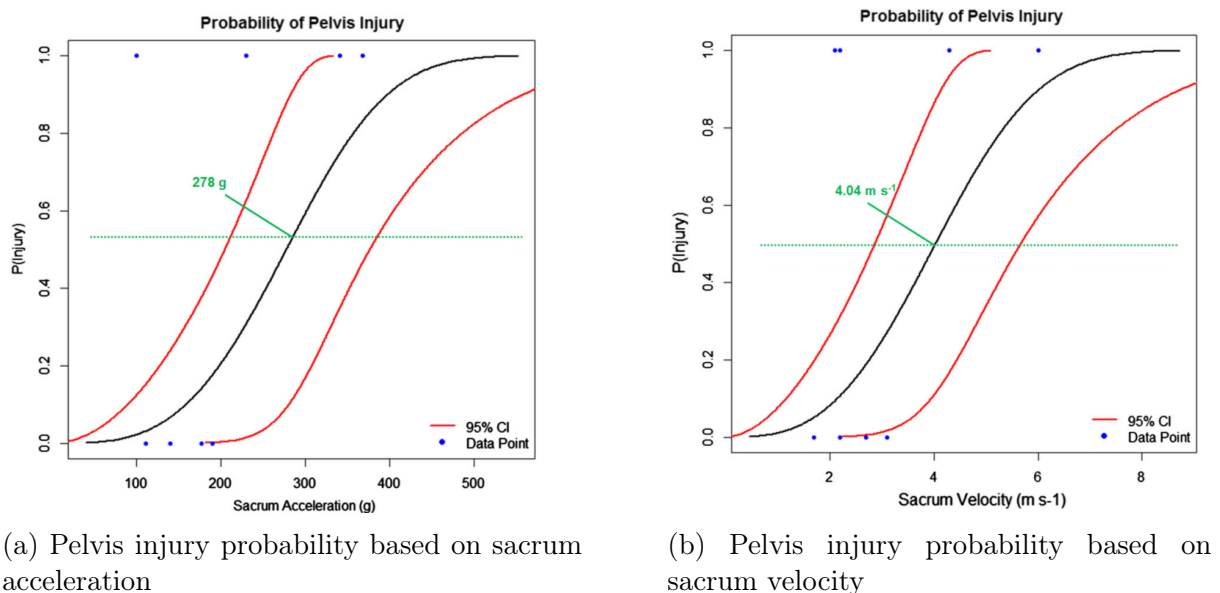 Probability of Pelvis Injury
P(Injury)
1.0
0.8
0.6
0.4
0.2
0.0
278 g
95% CI
Data Point
100
200
300
400
500
Sacrum Acceleration (g)
(a) Pelvis injury probability based on sacrum
acceleration
Probability of Pelvis Injury
P(Injury)
1.0
0.8
0.6
0.4
0.2
0.0
4.04 m s⁻¹
95% CI
Data Point
2
4
6
8
Sacrum Velocity (m s-1)
(b) Pelvis injury probability based on
sacrum velocity